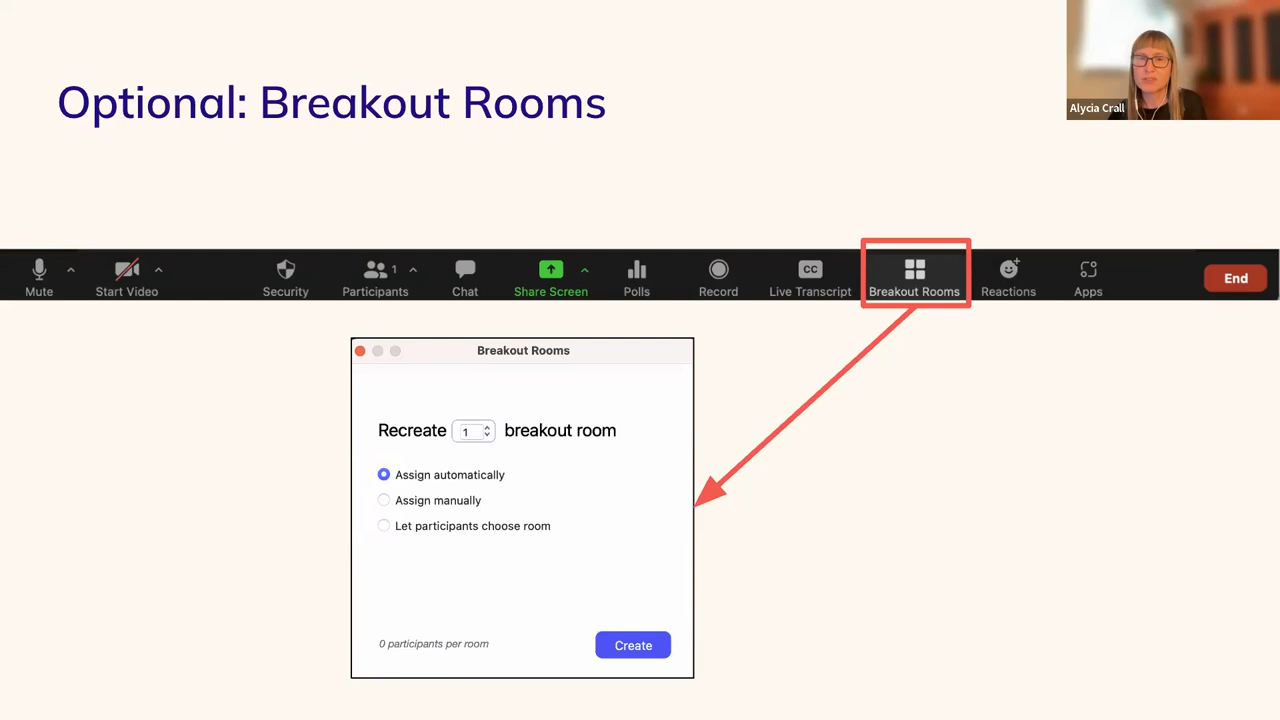 Optional: Breakout Rooms
Alycia Crall
Mute
Start Video
Security
1
Participants
Chat
Share Screen
Polls
Record
CC
Live Transcript
Breakout Rooms
Reactions
Apps
End
Breakout Rooms
Recreate 1 breakout room
Assign automatically
Assign manually
Let participants choose room
0 participants per room
Create